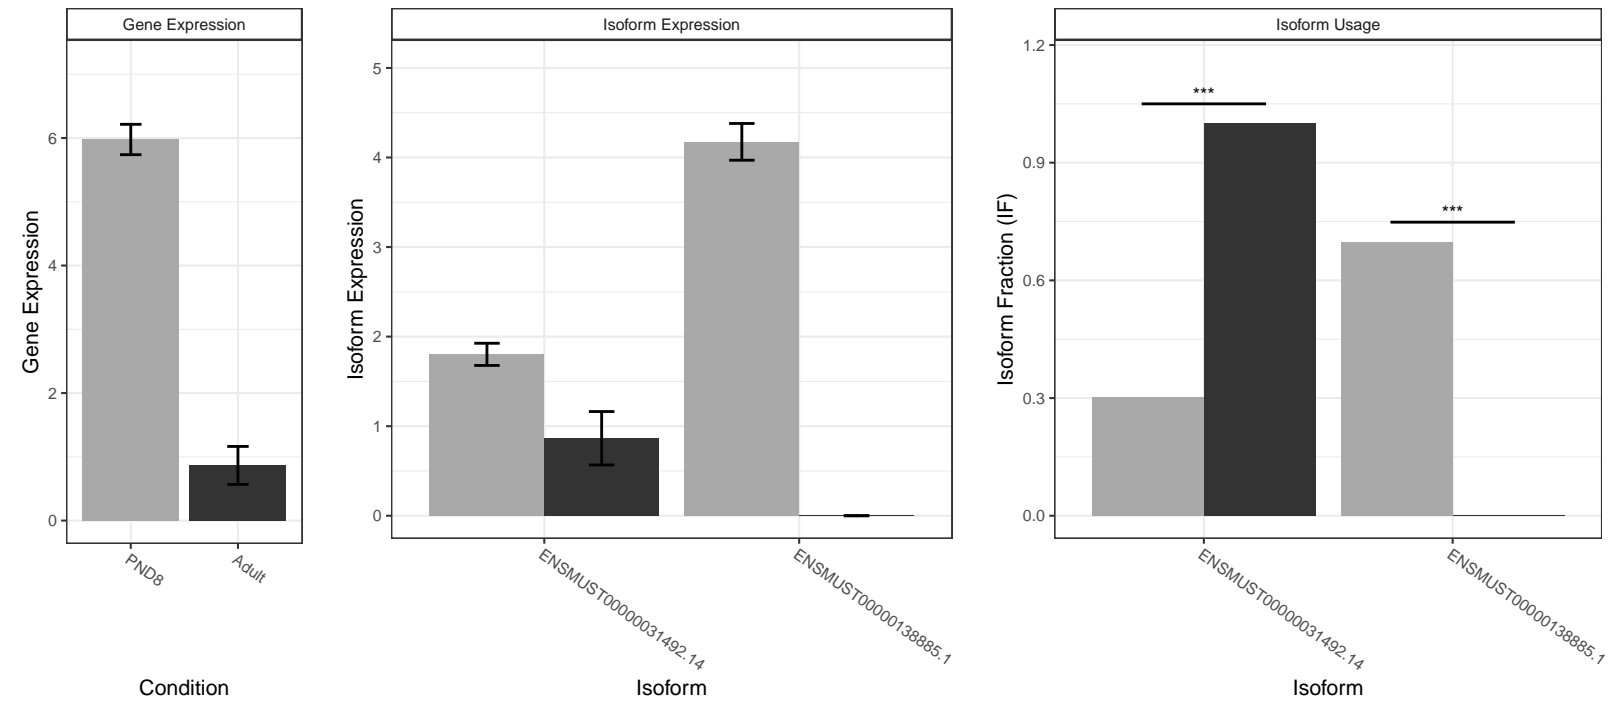 Gene Expression
Gene Expression
6
4
2
0
PND8
Adult
Condition
Isoform Expression
Isoform Expression
5
4
3
2
1
0
ENSMUST00000031492.14
ENSMUST00000138885.1
Isoform
Isoform Usage
Isoform Fraction (IF)
1.2
0.9
0.6
0.3
0.0
***
***
ENSMUST00000031492.14
ENSMUST00000138885.1
Isoform